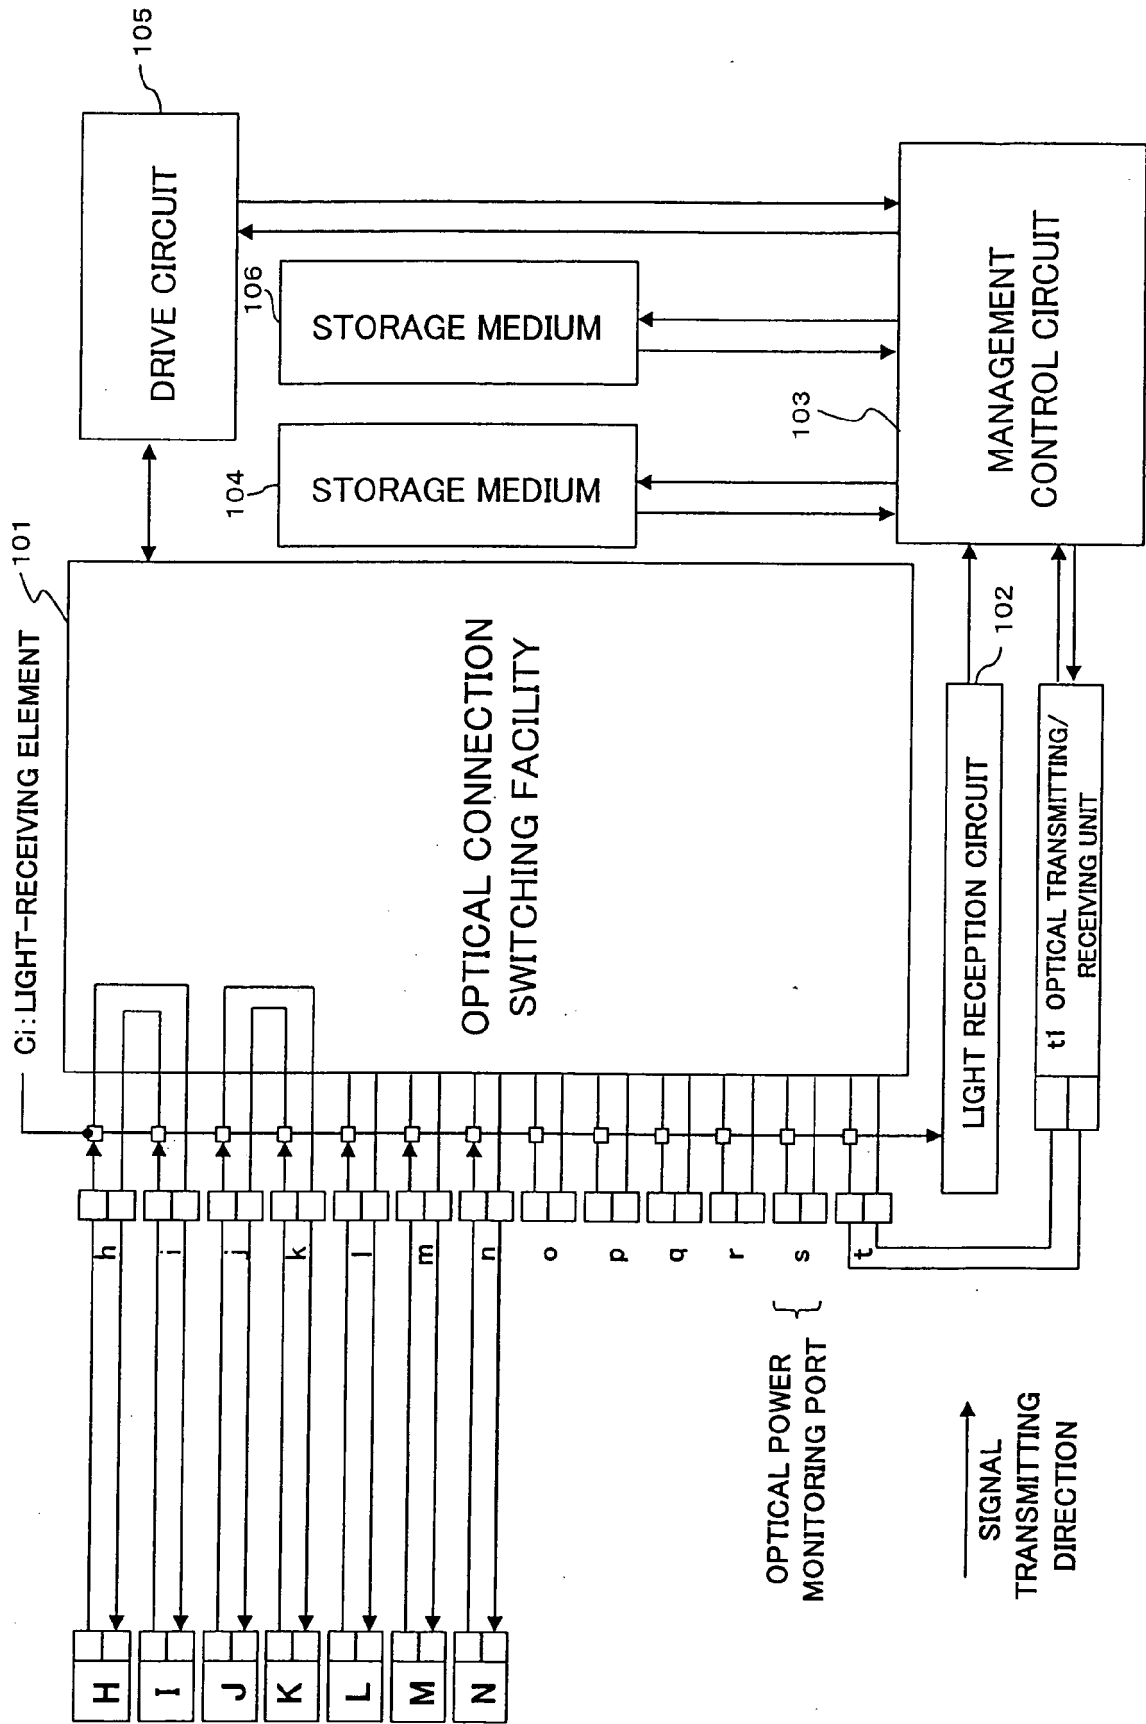 Ci:LIGHT-RECEIVING ELEMENT
101
105
DRIVE CIRCUIT
104
106
STORAGE MEDIUM
STORAGE MEDIUM
OPTICAL CONNECTION
SWITCHING FACILITY
103
MANAGEMENT
CONTROL CIRCUIT
102
LIGHT RECEPTION CIRCUIT
t1 OPTICAL TRANSMITTING/
RECEIVING UNIT
H
I
J
K
L
M
N
h
i
j
k
l
m
n
o
p
q
r
s
t
OPTICAL POWER
MONITORING PORT
SIGNAL
TRANSMITTING
DIRECTION